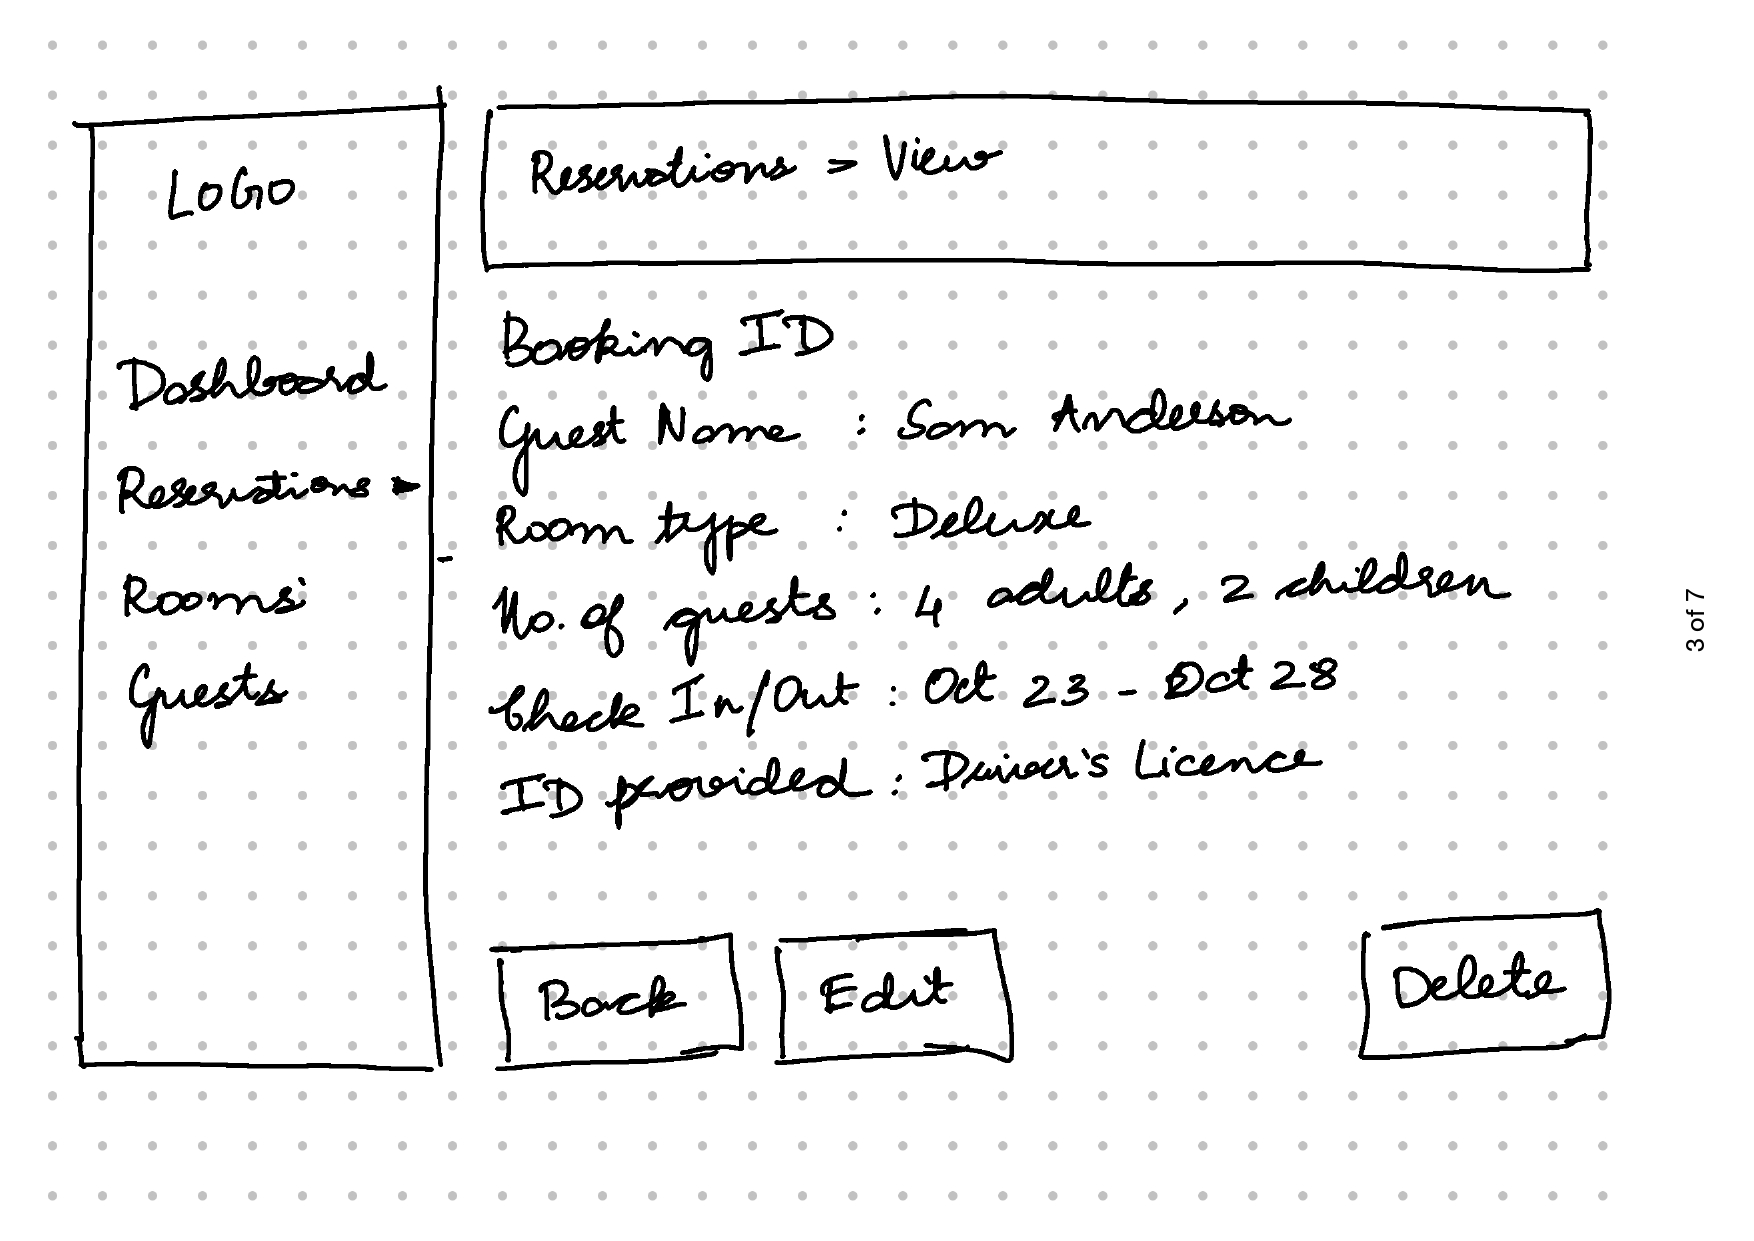 LOGO
Dashboard
Reservations ►
Rooms
Guests
Reservations > View
Booking ID
Guest Name : Sam Anderson
Room type : Deluxe
No. of guests : 4 adults, 2 children
Check In/Out : Oct 23 - Oct 28
ID provided : Driver's Licence
Back
Edit
Delete
3 of 7